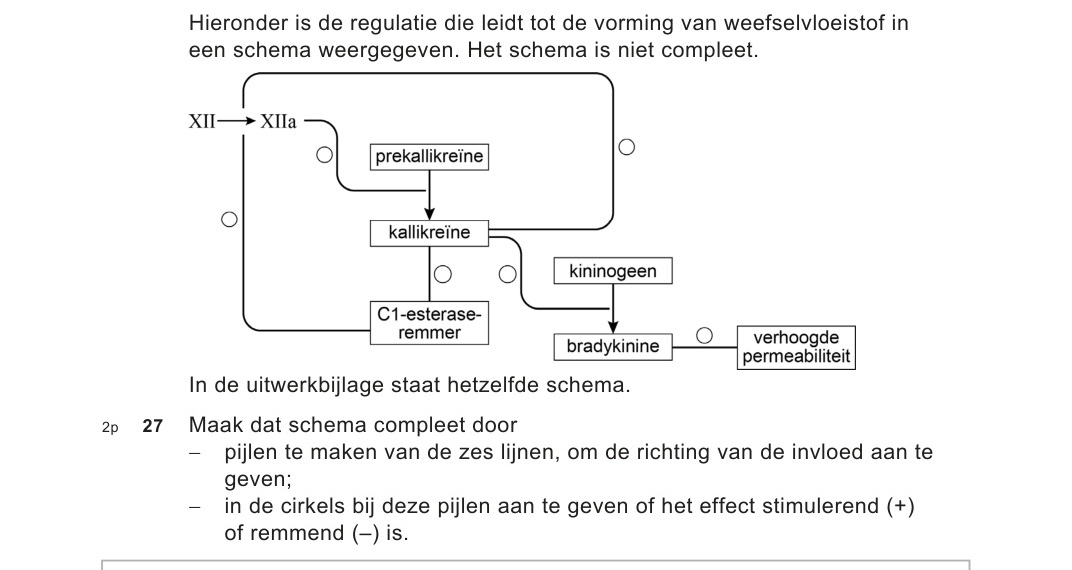 Hieronder is de regulatie die leidt tot de vorming van weefselvloeistof in
een schema weergegeven. Het schema is niet compleet.
XII XIIa
prekallikreïne
kallikreïne
kininogeen
C1-esterase-
remmer
bradykinine
verhoogde
permeabiliteit
In de uitwerkbijlage staat hetzelfde schema.
2p 27 Maak dat schema compleet door
– pijlen te maken van de zes lijnen, om de richting van de invloed aan te
geven;
– in de cirkels bij deze pijlen aan te geven of het effect stimulerend (+)
of remmend (–) is.